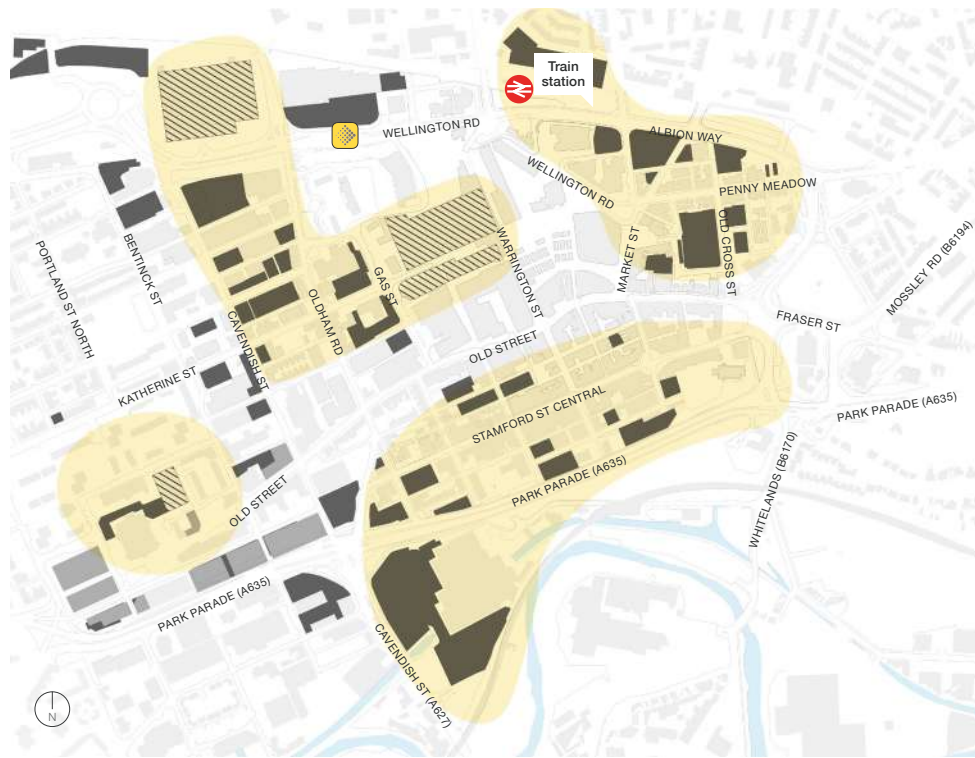 Train
station
WELLINGTON RD
ALBION WAY
WELLINGTON RD
PENNY MEADOW
PORTLAND ST NORTH
BENTINCK ST
CAVENDISH ST
OLDHAM RD
GAS ST
WARRINGTON ST
MARKET ST
OLD CROSS ST
MOSSLEY RD (B6194)
FRASER ST
OLD STREET
KATHERINE ST
STAMFORD ST CENTRAL
PARK PARADE (A635)
PARK PARADE (A635)
OLD STREET
WHITELANDS (B6170)
PARK PARADE (A635)
CAVENDISH ST (A627)
N